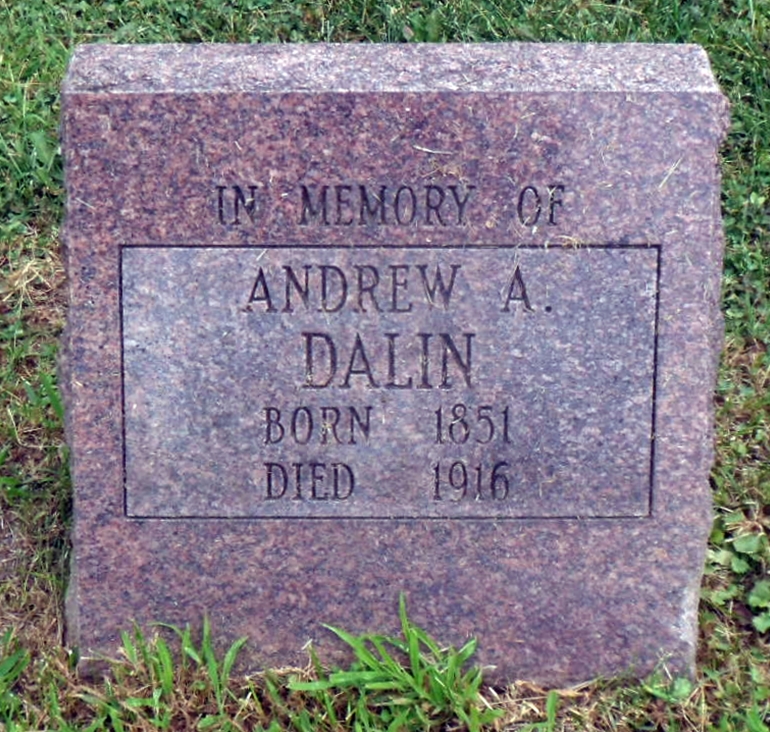 IN MEMORY OF
ANDREW A.
DALIN
BORN 1851
DIED 1916